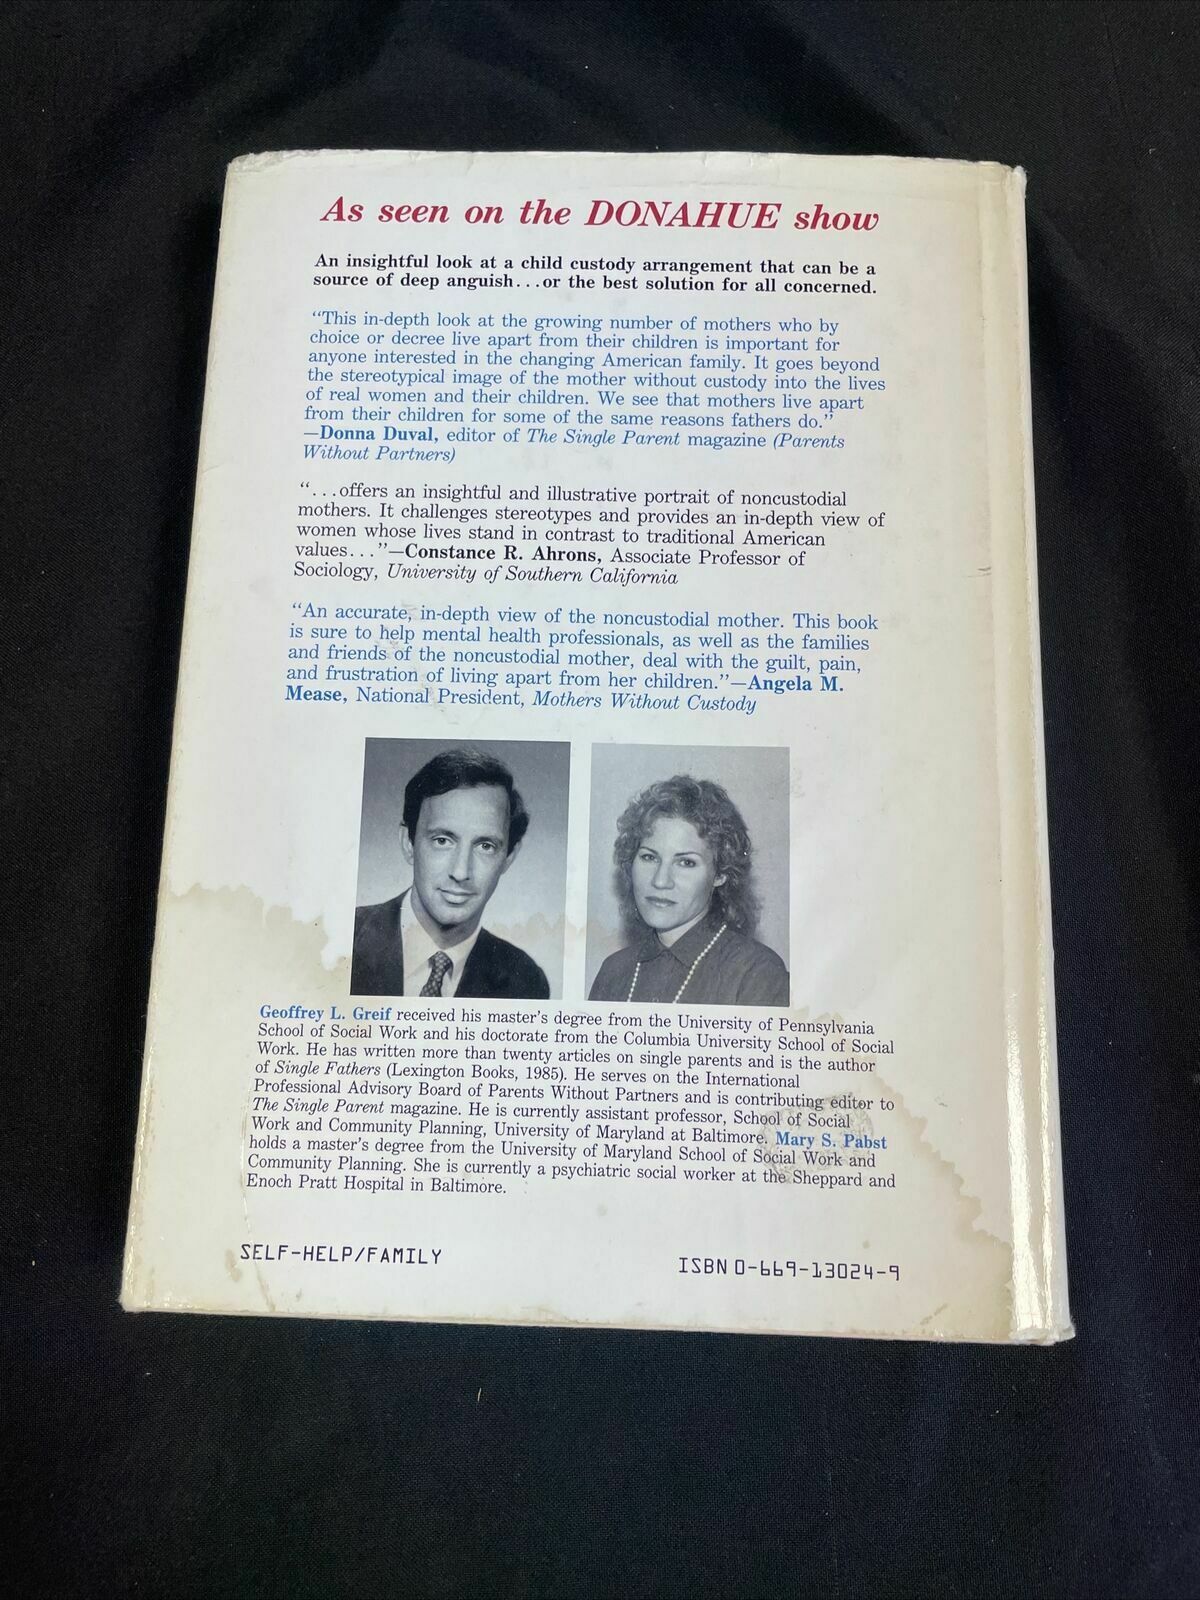 As seen on the DONAHUE show
An insightful look at a child custody arrangement that can be a
source of deep anguish...or the best solution for all concerned.
“This in-depth look at the growing number of mothers who by
choice or decree live apart from their children is important for
anyone interested in the changing American family. It goes beyond
the stereotypical image of the mother without custody into the lives
of real women and their children. We see that mothers live apart
from their children for some of the same reasons fathers do.”
—Donna Duval, editor of The Single Parent magazine (Parents
Without Partners)
“...offers an insightful and illustrative portrait of noncustodial
mothers. It challenges stereotypes and provides an in-depth view of
women whose lives stand in contrast to traditional American
values...”—Constance R. Ahrons, Associate Professor of
Sociology, University of Southern California
“An accurate, in-depth view of the noncustodial mother. This book
is sure to help mental health professionals, as well as the families
and friends of the noncustodial mother, deal with the guilt, pain,
and frustration of living apart from her children.”—Angela M.
Mease, National President, Mothers Without Custody
Geoffrey L. Greif received his master's degree from the University of Pennsylvania
School of Social Work and his doctorate from the Columbia University School of Social
Work. He has written more than twenty articles on single parents and is the author
of Single Fathers (Lexington Books, 1985). He serves on the International
Professional Advisory Board of Parents Without Partners and is contributing editor to
The Single Parent magazine. He is currently assistant professor, School of Social
Work and Community Planning, University of Maryland at Baltimore. Mary S. Pabst
holds a master's degree from the University of Maryland School of Social Work and
Community Planning. She is currently a psychiatric social worker at the Sheppard and
Enoch Pratt Hospital in Baltimore.
SELF-HELP/FAMILY
ISBN 0-669-13024-9